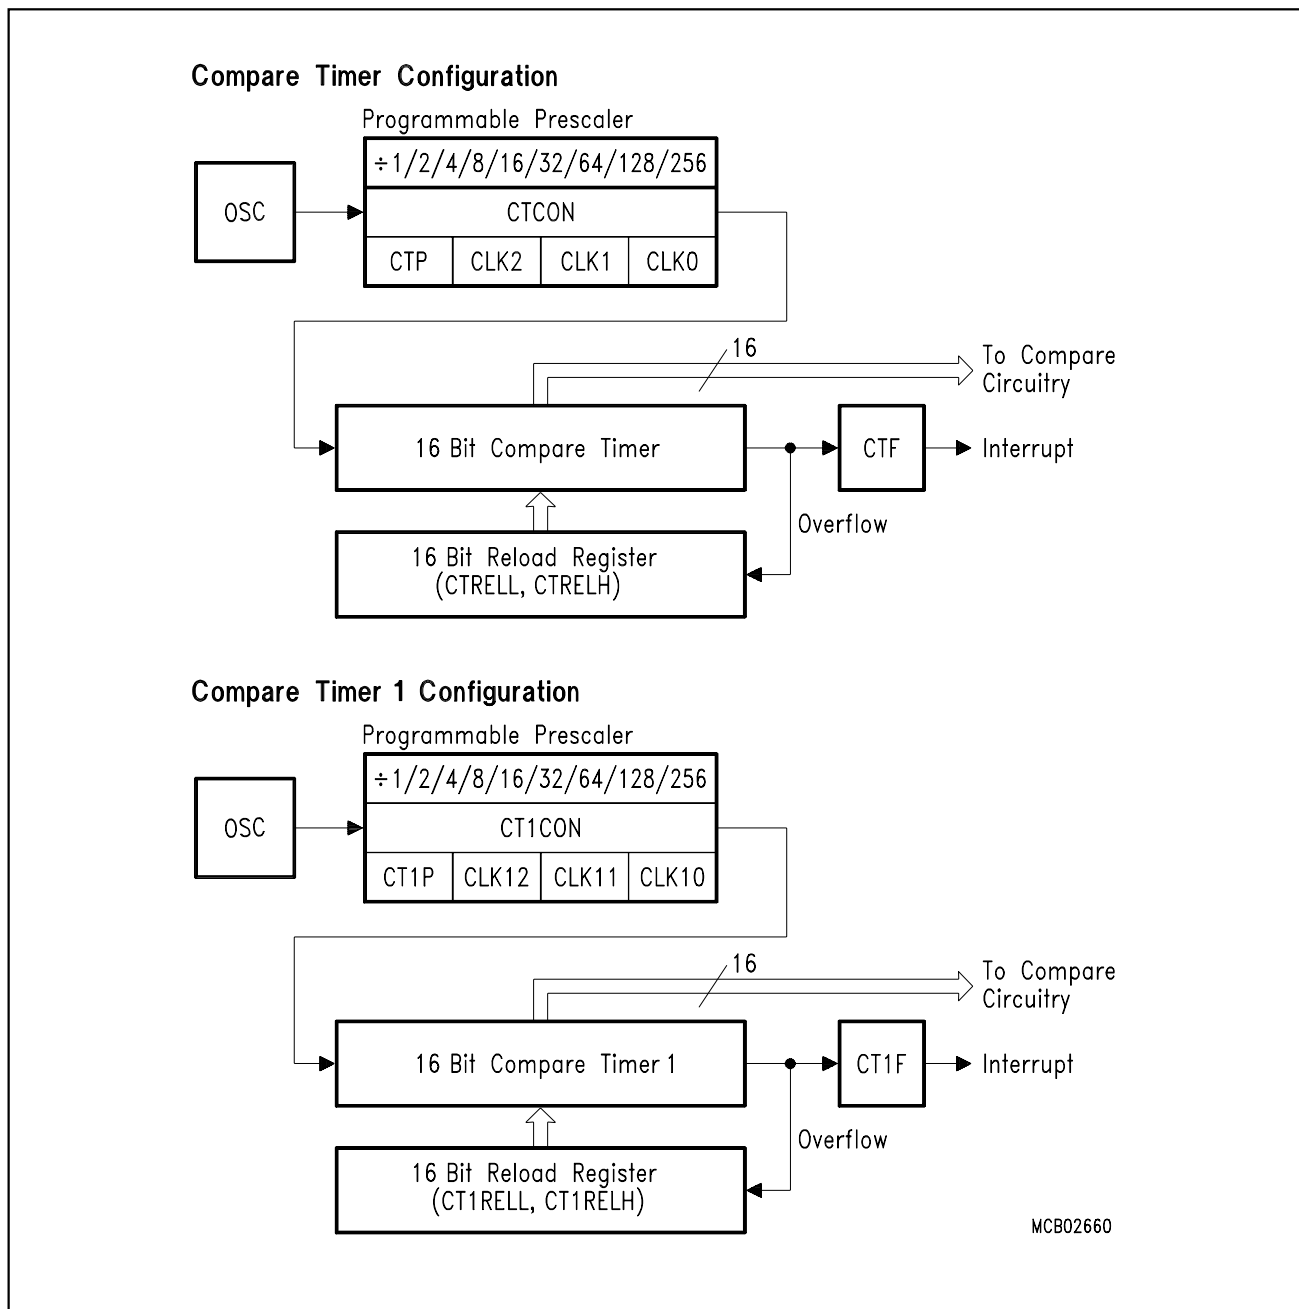 Compare Timer Configuration
Programmable Prescaler
÷1/2/4/8/16/32/64/128/256
OSC
CTCON
CTP CLK2 CLK1 CLK0
16
To Compare
Circuitry
16 Bit Compare Timer
CTF
Interrupt
Overflow
16 Bit Reload Register
(CTRELL, CTRELH)
Compare Timer 1 Configuration
Programmable Prescaler
÷1/2/4/8/16/32/64/128/256
OSC
CT1CON
CT1P CLK12 CLK11 CLK10
16
To Compare
Circuitry
16 Bit Compare Timer 1
CT1F
Interrupt
Overflow
16 Bit Reload Register
(CT1RELL, CT1RELH)
MCB02660